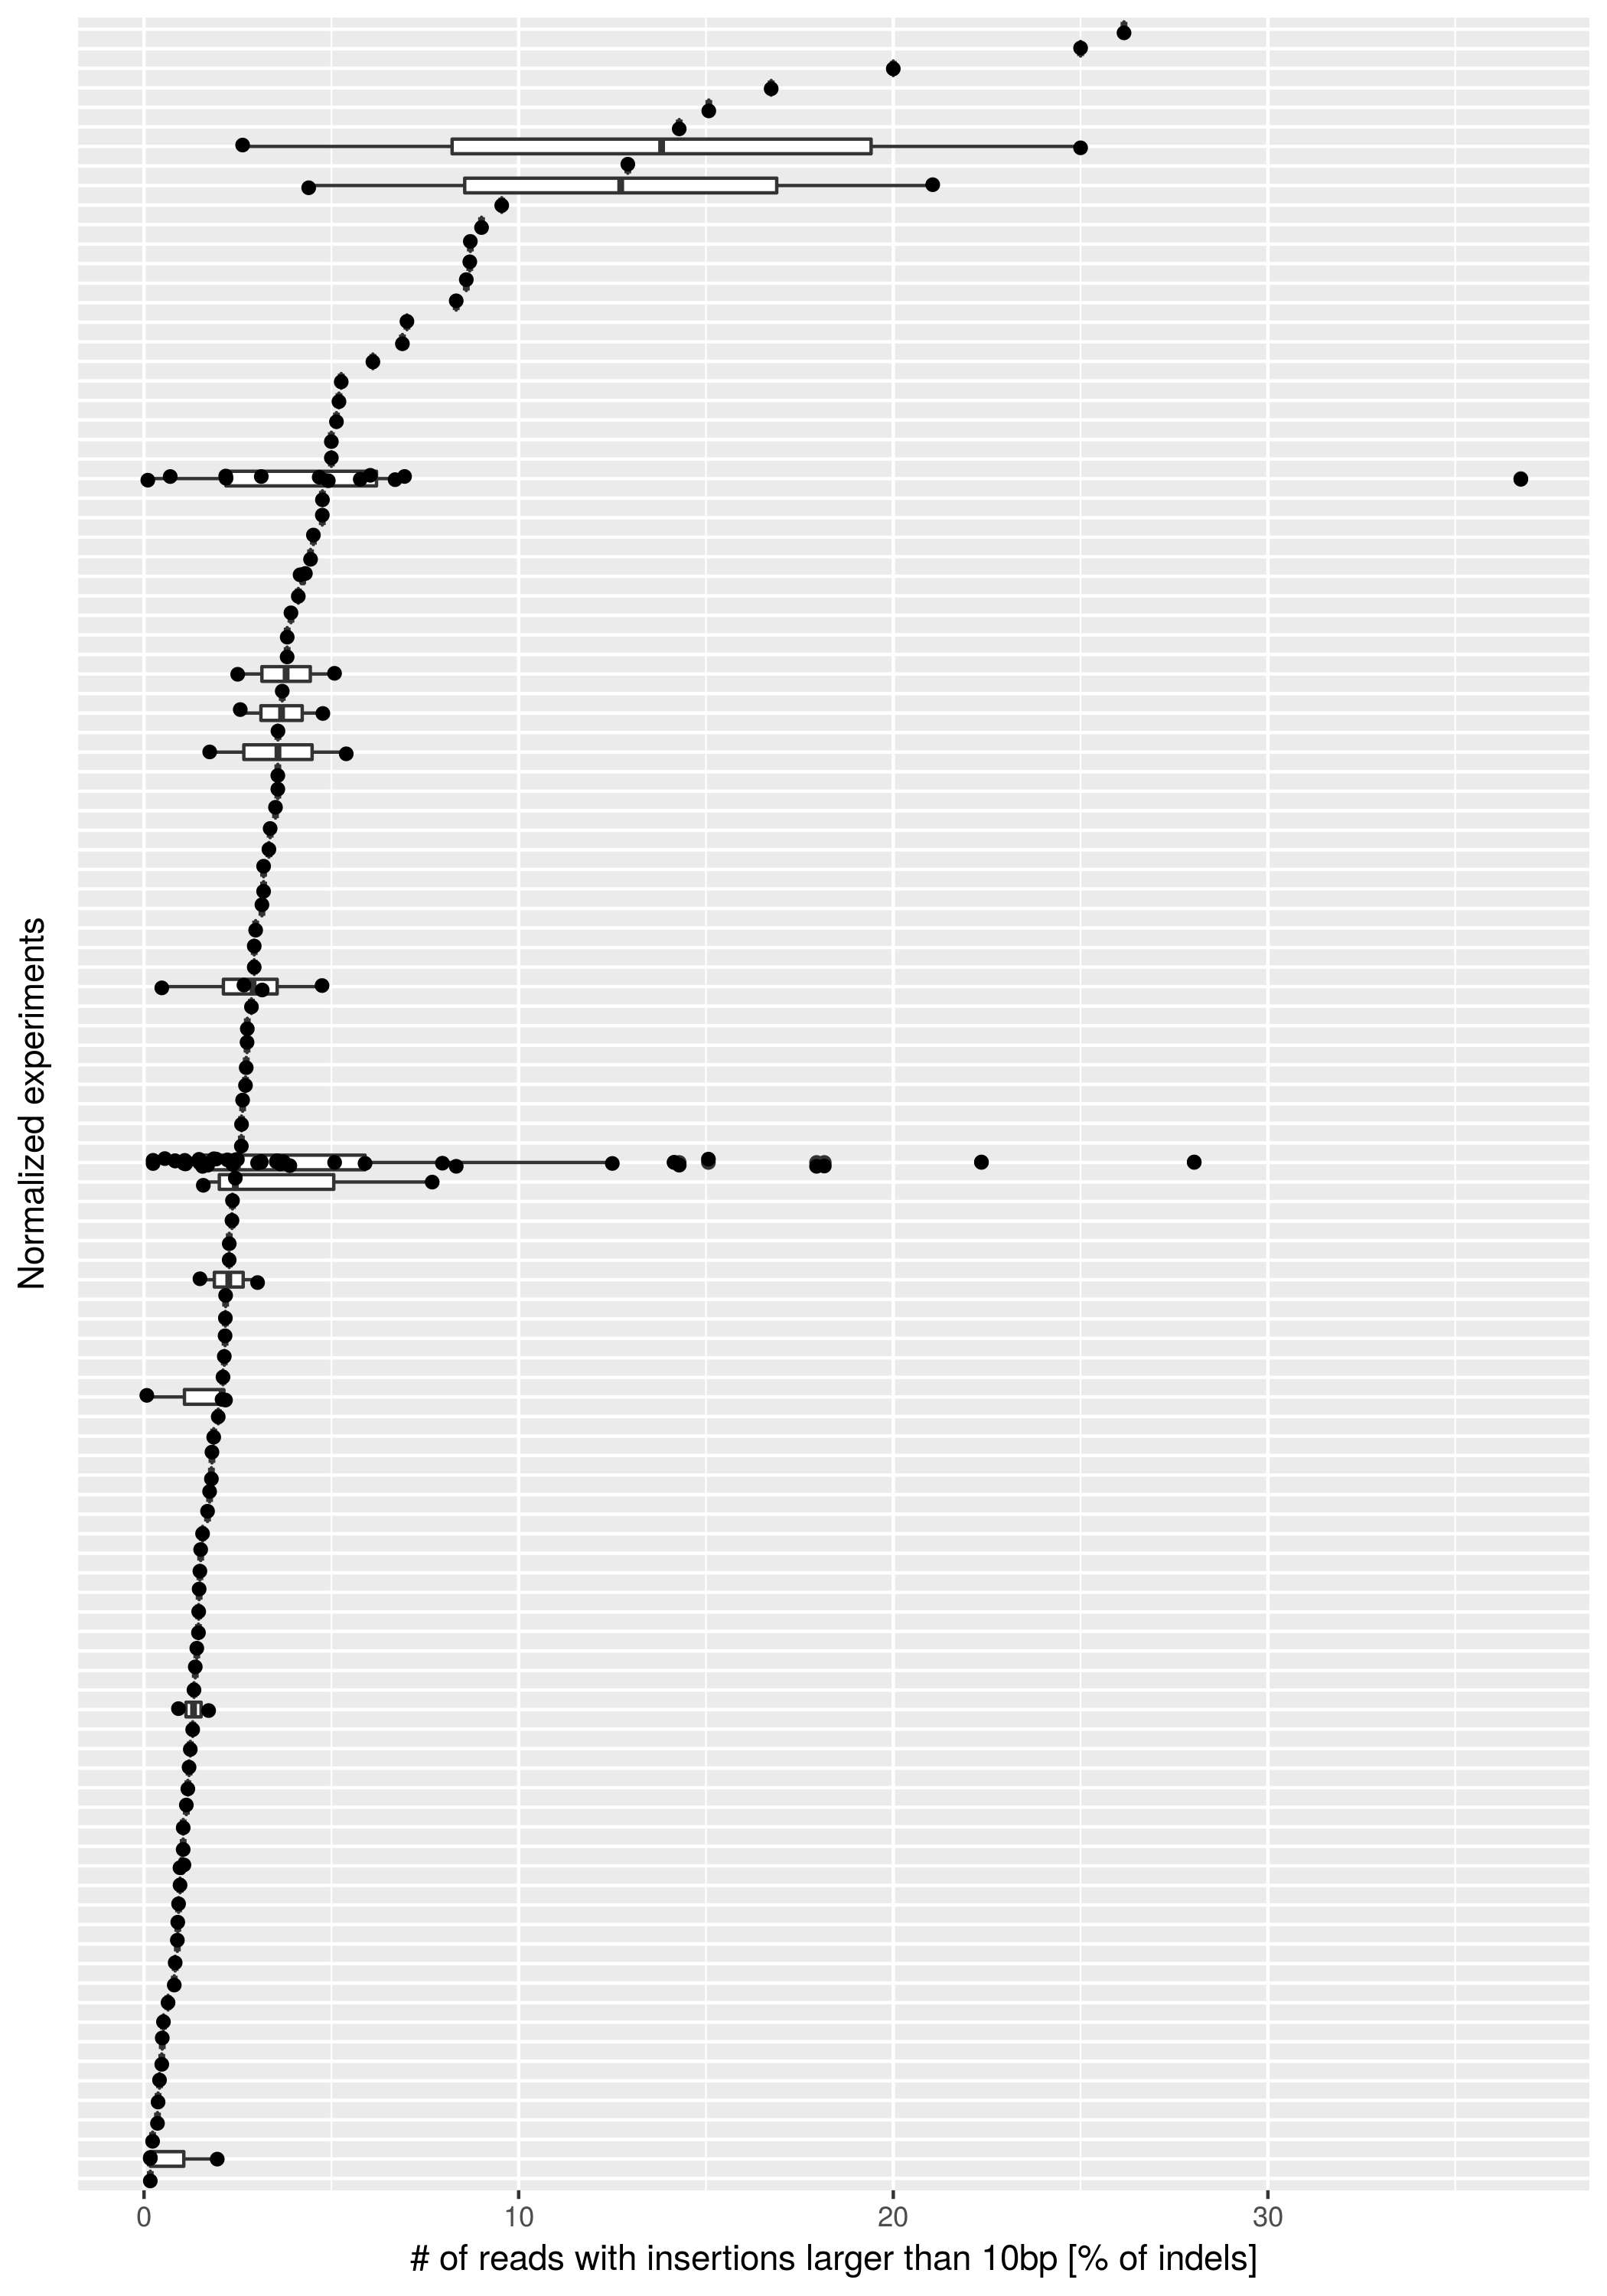 Normalized experiments
0 10 20 30
# of reads with insertions larger than 10bp [% of indels]